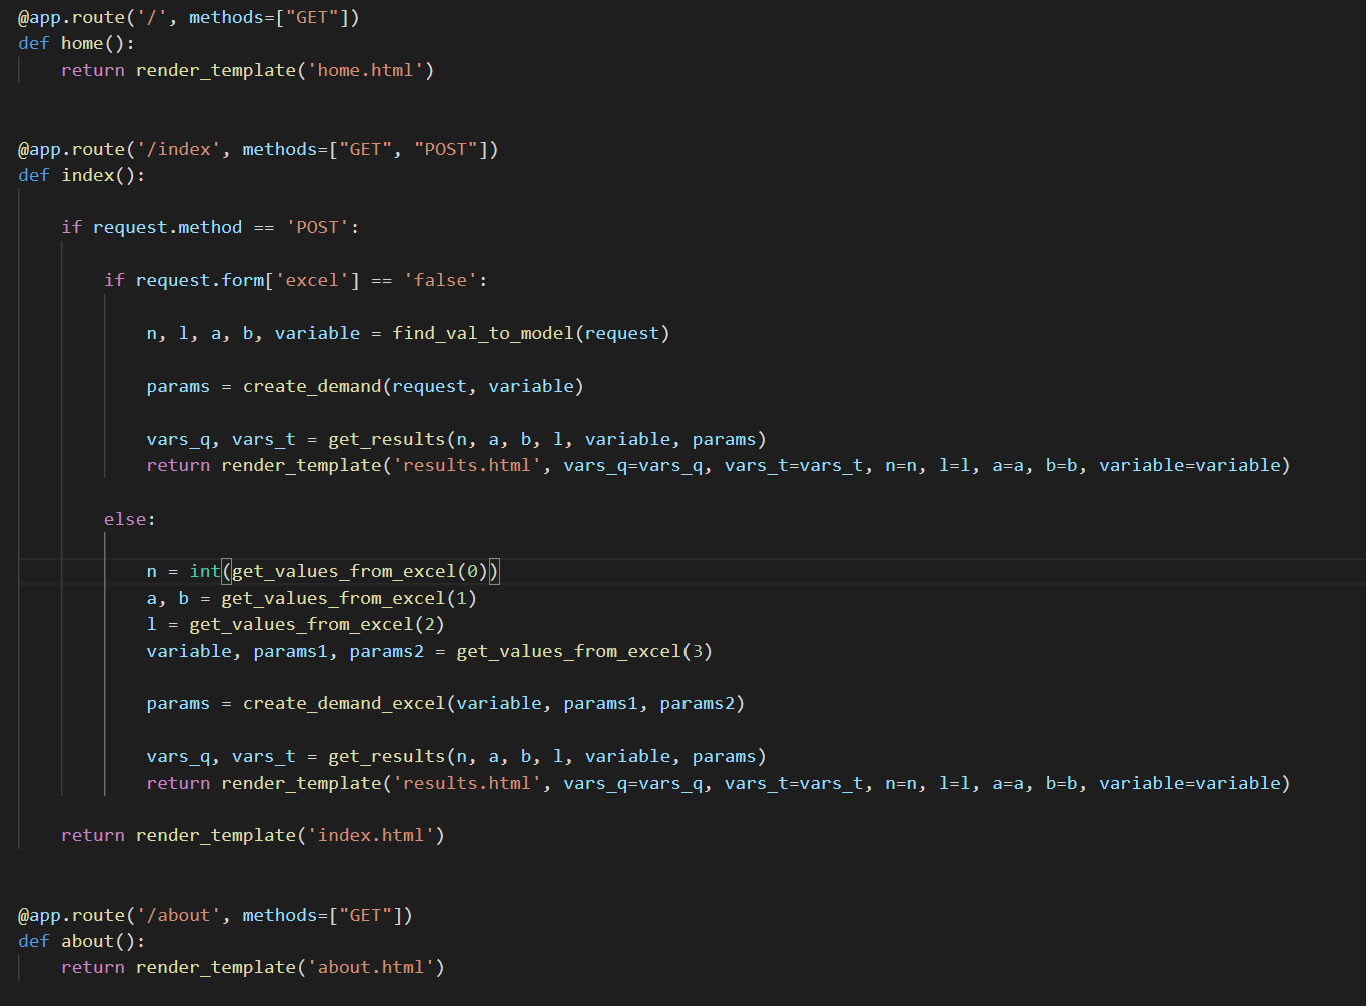 @app.route('/', methods=["GET"])
def home():
    return render_template('home.html')
@app.route('/index', methods=["GET", "POST"])
def index():
    if request.method == 'POST':
        if request.form['excel'] == 'false':
            n, l, a, b, variable = find_val_to_model(request)
            params = create_demand(request, variable)
            vars_q, vars_t = get_results(n, a, b, l, variable, params)
            return render_template('results.html', vars_q=vars_q, vars_t=vars_t, n=n, l=l, a=a, b=b, variable=variable)
        else:
            n = int(get_values_from_excel(0))
            a, b = get_values_from_excel(1)
            l = get_values_from_excel(2)
            variable, params1, params2 = get_values_from_excel(3)
            params = create_demand_excel(variable, params1, params2)
            vars_q, vars_t = get_results(n, a, b, l, variable, params)
            return render_template('results.html', vars_q=vars_q, vars_t=vars_t, n=n, l=l, a=a, b=b, variable=variable)
    return render_template('index.html')
@app.route('/about', methods=["GET"])
def about():
    return render_template('about.html')